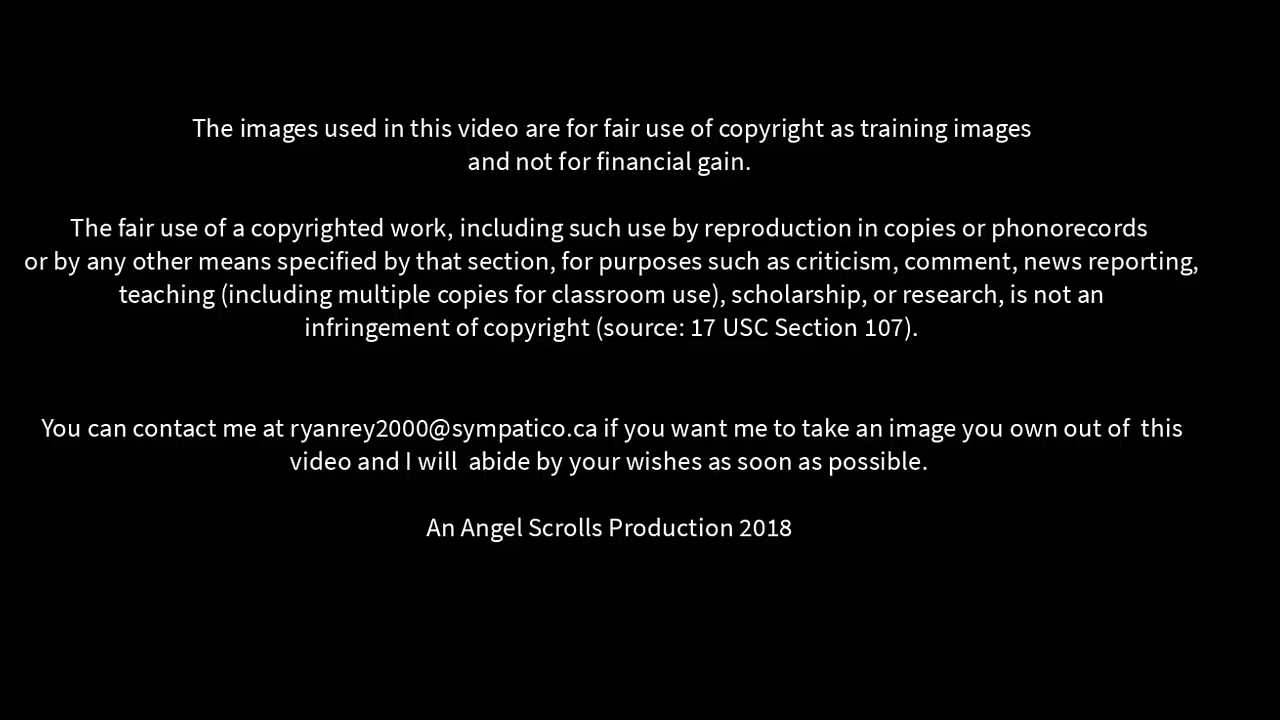 The images used in this video are for fair use of copyright as training images
and not for financial gain.
The fair use of a copyrighted work, including such use by reproduction in copies or phonorecords
or by any other means specified by that section, for purposes such as criticism, comment, news reporting,
teaching (including multiple copies for classroom use), scholarship, or research, is not an
infringement of copyright (source: 17 USC Section 107).
You can contact me at ryanrey2000@sympatico.ca if you want me to take an image you own out of  this
video and I will  abide by your wishes as soon as possible.
An Angel Scrolls Production 2018